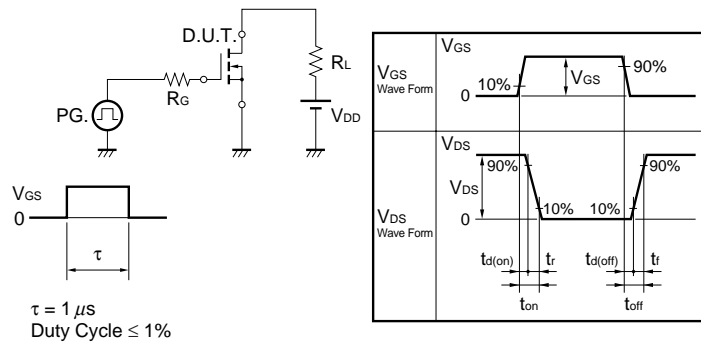 D.U.T.
RL
RG
PG.
VDD
VGS
0
τ
τ = 1 μs
Duty Cycle ≤ 1%
VGS
Wave Form
VGS
10%
0
VGS
90%
VDS
Wave Form
VDS
90%
VDS
0
10%
10%
90%
td(on)
tr
td(off)
tf
ton
toff